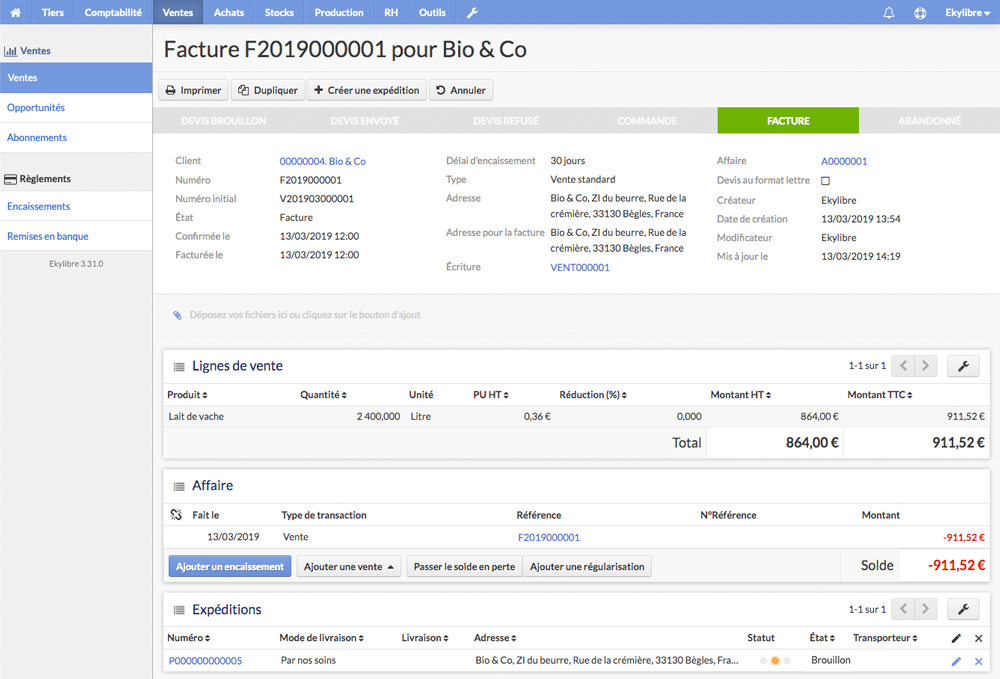 Tiers Comptabilité Ventes Achats Stocks Production RH Outils Ekylibre
Ventes
Ventes
Opportunités
Abonnements
Règlements
Encaissements
Remises en banque
Ekylibre 3.31.0
Facture F2019000001 pour Bio & Co
Imprimer Dupliquer Créer une expédition Annuler
DEVIS BROUILLON DEVIS ENVOYÉ DEVIS REFUSÉ COMMANDE FACTURE ABANDONNÉ
Client 00000004. Bio & Co
Numéro F2019000001
Numéro initial V201903000001
État Facture
Confirmée le 13/03/2019 12:00
Facturée le 13/03/2019 12:00
Délai d'encaissement 30 jours
Type Vente standard
Adresse Bio & Co, ZI du beurre, Rue de la
crémière, 33130 Bègles, France
Adresse pour la facture Bio & Co, ZI du beurre, Rue de la
crémière, 33130 Bègles, France
Écriture VENT000001
Affaire A0000001
Devis au format lettre
Créateur Ekylibre
Date de création 13/03/2019 13:54
Modificateur Ekylibre
Mis à jour le 13/03/2019 14:19
Déposez vos fichiers ici ou cliquez sur le bouton d'ajout
Lignes de vente 1-1 sur 1
Produit Quantité Unité PU HT Réduction (%) Montant HT Montant TTC
Lait de vache 2 400,000 Litre 0,36 € 0,000 864,00 € 911,52 €
Total 864,00 € 911,52 €
Affaire
Fait le Type de transaction Référence N°Référence Montant
13/03/2019 Vente F2019000001 -911,52 €
Ajouter un encaissement Ajouter une vente Passer le solde en perte Ajouter une régularisation Solde -911,52 €
Expéditions 1-1 sur 1
Numéro Mode de livraison Livraison Adresse Statut État Transporteur
P000000000005 Par nos soins Bio & Co, ZI du beurre, Rue de la crémière, 33130 Bègles, Fra... Brouillon